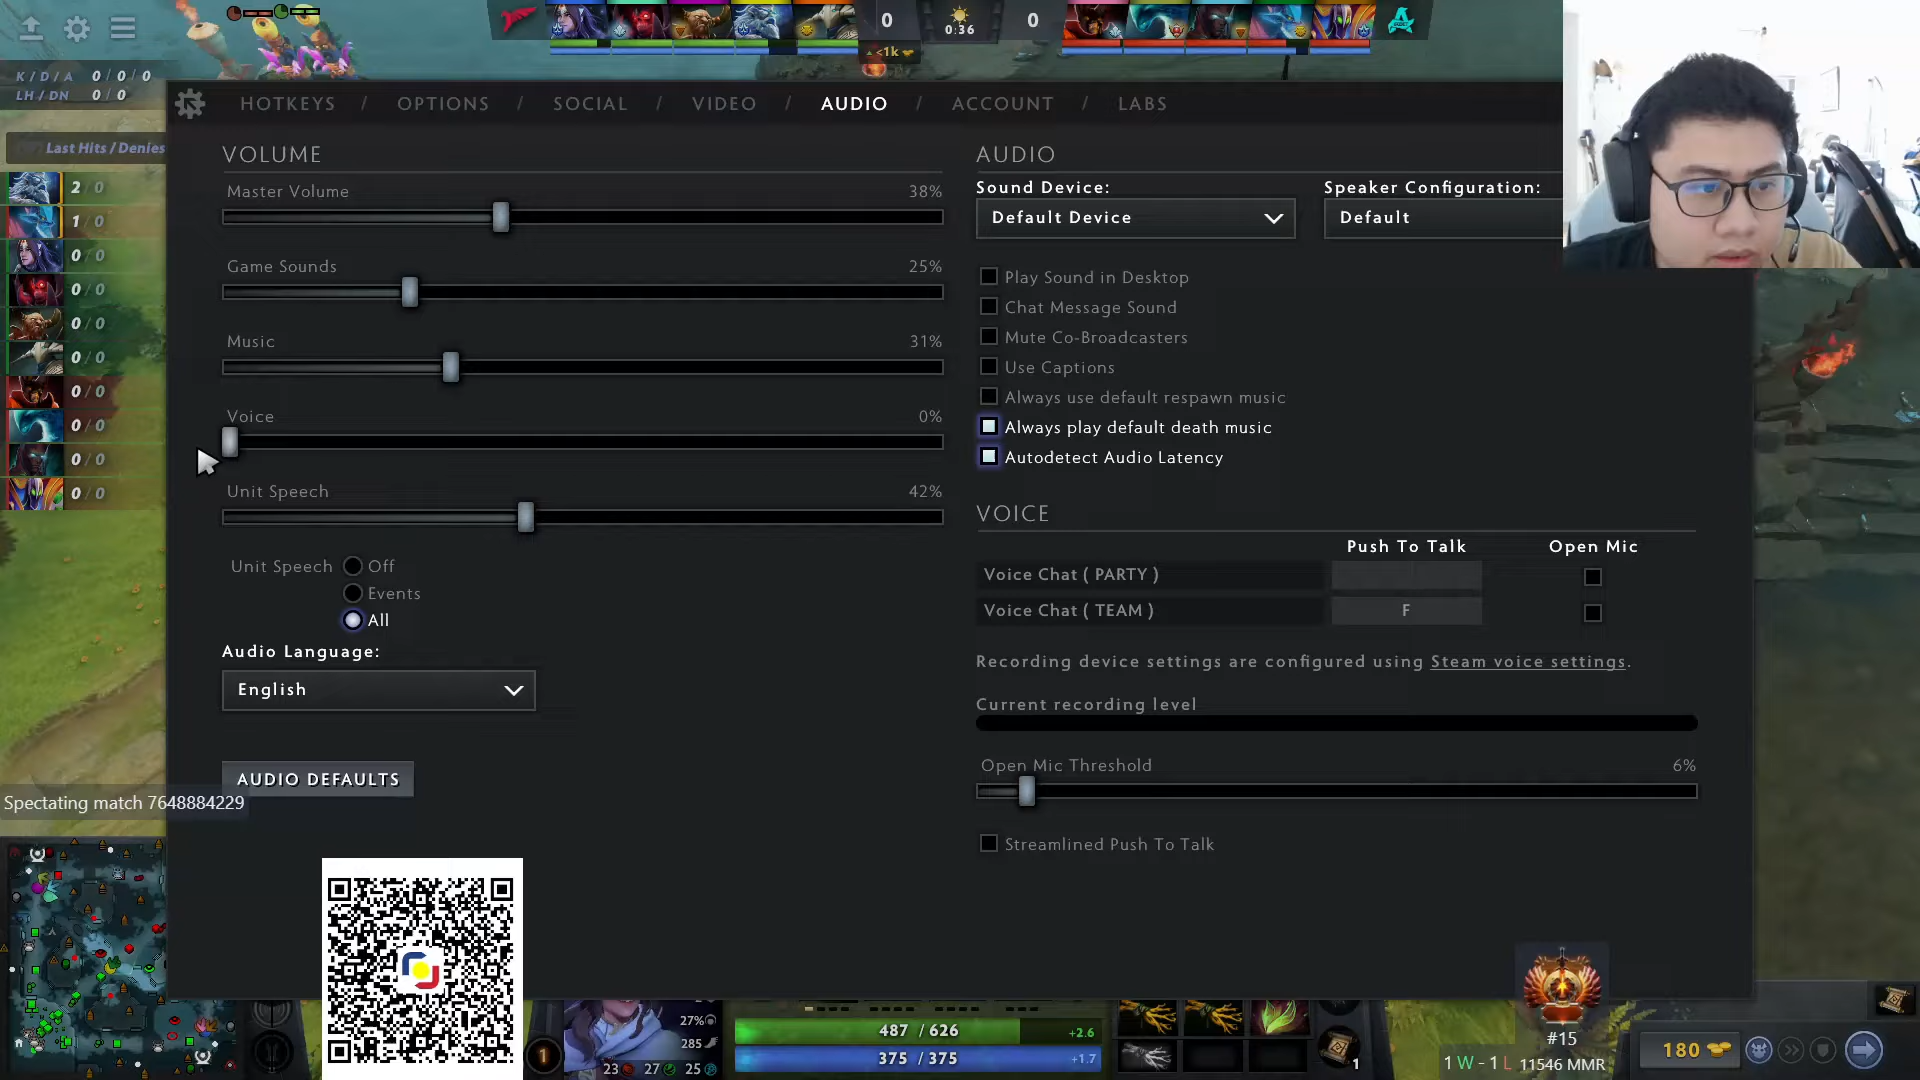 0
0:36
0
<1k
K / D / A 0 / 0 / 0
LH / DN 0 / 0
Last Hits / Denies
2 / 0
1 / 0
0 / 0
0 / 0
0 / 0
0 / 0
0 / 0
0 / 0
0 / 0
0 / 0
HOTKEYS / OPTIONS / SOCIAL / VIDEO / AUDIO / ACCOUNT / LABS
VOLUME
Master Volume 38%
Game Sounds 25%
Music 31%
Voice 0%
Unit Speech 42%
Unit Speech Off
Events
All
Audio Language:
English
AUDIO DEFAULTS
Spectating match 7648884229
AUDIO
Sound Device: Speaker Configuration:
Default Device Default
Play Sound in Desktop
Chat Message Sound
Mute Co-Broadcasters
Use Captions
Always use default respawn music
Always play default death music
Autodetect Audio Latency
VOICE
Push To Talk Open Mic
Voice Chat ( PARTY )
Voice Chat ( TEAM ) F
Recording device settings are configured using Steam voice settings.
Current recording level
Open Mic Threshold 6%
Streamlined Push To Talk
27%
285
23 27 25
1
487 / 626 +2.6
375 / 375 +1.7
1
#15
1 W - 1 L 11546 MMR
180